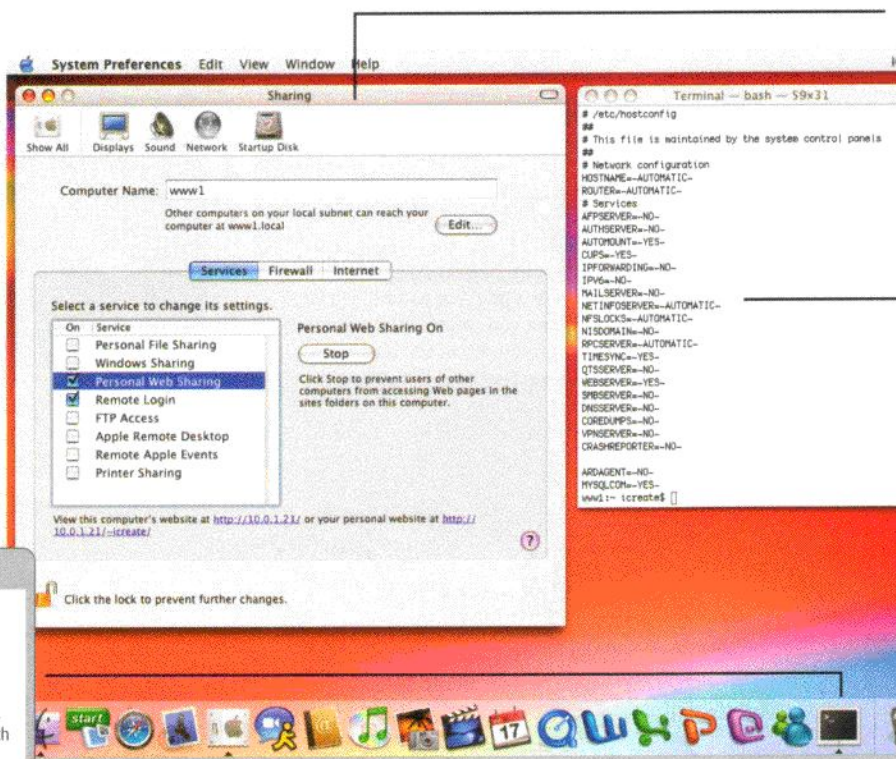 System Preferences Edit View Window Help
Sharing
Show All Displays Sound Network Startup Disk
Computer Name: www1
Other computers on your local subnet can reach your
computer at www1.local
Edit...
Services Firewall Internet
Select a service to change its settings.
On Service
Personal File Sharing
Windows Sharing
Personal Web Sharing
Remote Login
FTP Access
Apple Remote Desktop
Remote Apple Events
Printer Sharing
Personal Web Sharing On
Stop
Click Stop to prevent users of other
computers from accessing Web pages in the
sites folders on this computer.
View this computer's website at http://10.0.1.21/ or your personal website at http://
10.0.1.21/~icreate/
?
Click the lock to prevent further changes.
Terminal — bash — 59x31
# /etc/hostconfig
##
# This file is maintained by the system control panels
##
# Network configuration
HOSTNAME=-AUTOMATIC-
ROUTER=-AUTOMATIC-
# Services
AFPSERVER=-NO-
AUTHSERVER=-NO-
AUTOMOUNT=-YES-
CUPS=-YES-
IPFORWARDING=-NO-
IPV6=-NO-
MAILSERVER=-NO-
NETINFOSERVER=-AUTOMATIC-
NFSLOCKS=-AUTOMATIC-
NISDOMAIN=-NO-
RPCSERVER=-AUTOMATIC-
TIMESYNC=-YES-
QTSSERVER=-NO-
WEBSERVER=-YES-
SMBSERVER=-NO-
DNSSERVER=-NO-
COREDUMPS=-NO-
VPNSERVER=-NO-
CRASHREPORTER=-NO-
ARDAGENT=-NO-
MYSQLCOM=-YES-
www1:~ icreate$
start
17